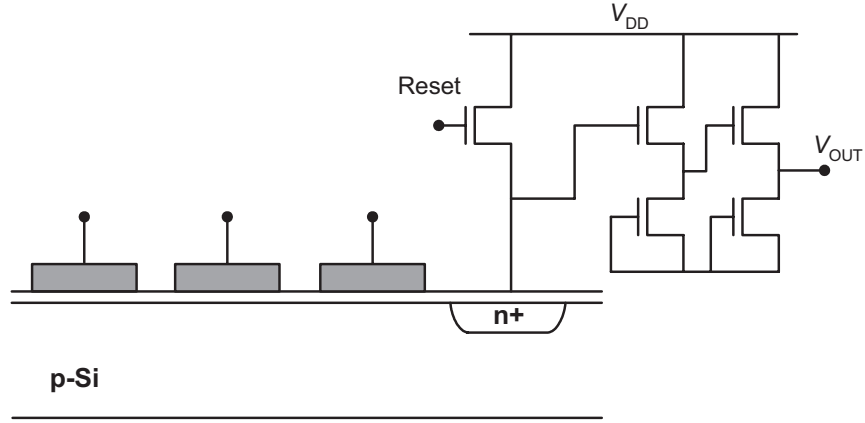 V_DD
Reset
V_OUT
n+
p-Si